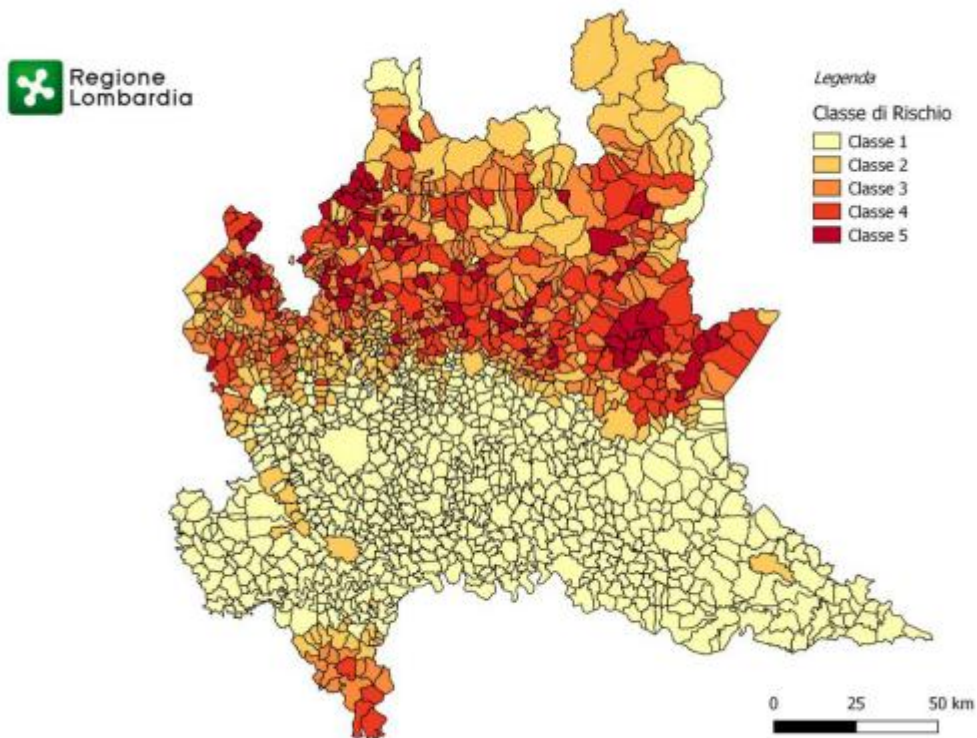 Regione
Lombardia
Legenda
Classe di Rischio
Classe 1
Classe 2
Classe 3
Classe 4
Classe 5
0 25 50 km